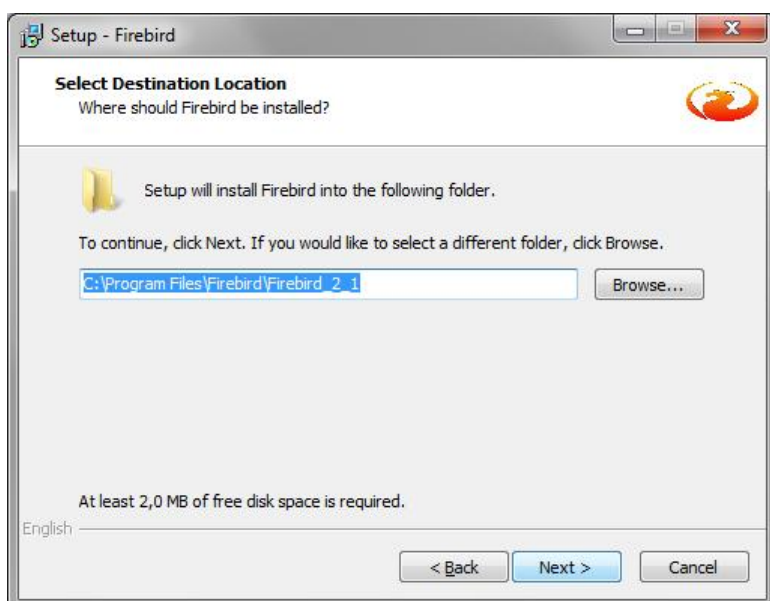 Setup - Firebird
Select Destination Location
Where should Firebird be installed?
Setup will install Firebird into the following folder.
To continue, click Next. If you would like to select a different folder, click Browse.
C:\Program Files\Firebird\Firebird_2_1
Browse...
At least 2,0 MB of free disk space is required.
English
< Back
Next >
Cancel